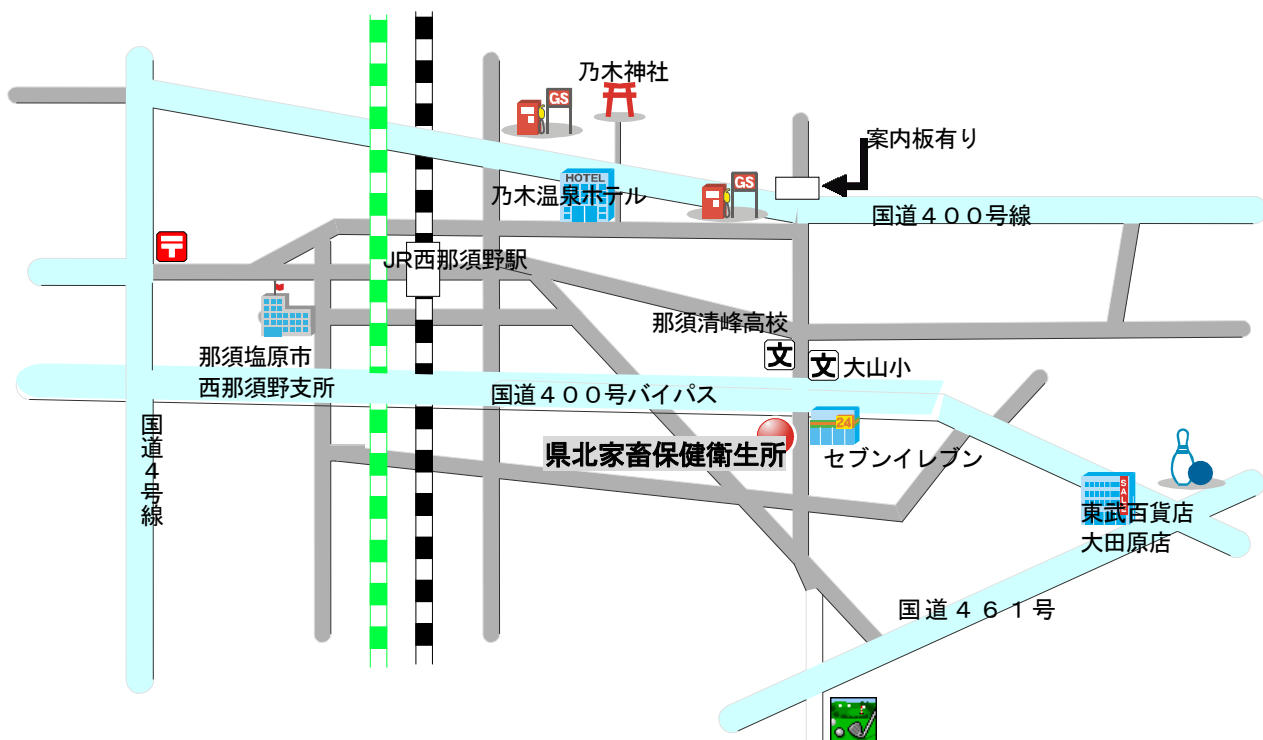 乃木神社
GS
案内板有り
HOTEL
乃木温泉ホテル
GS
国道４００号線
〒
JR西那須野駅
那須清峰高校
文
文
大山小
那須塩原市
西那須野支所
国道４００号バイパス
国道４号線
24
県北家畜保健衛生所
セブンイレブン
SALE
東武百貨店
大田原店
国道４６１号